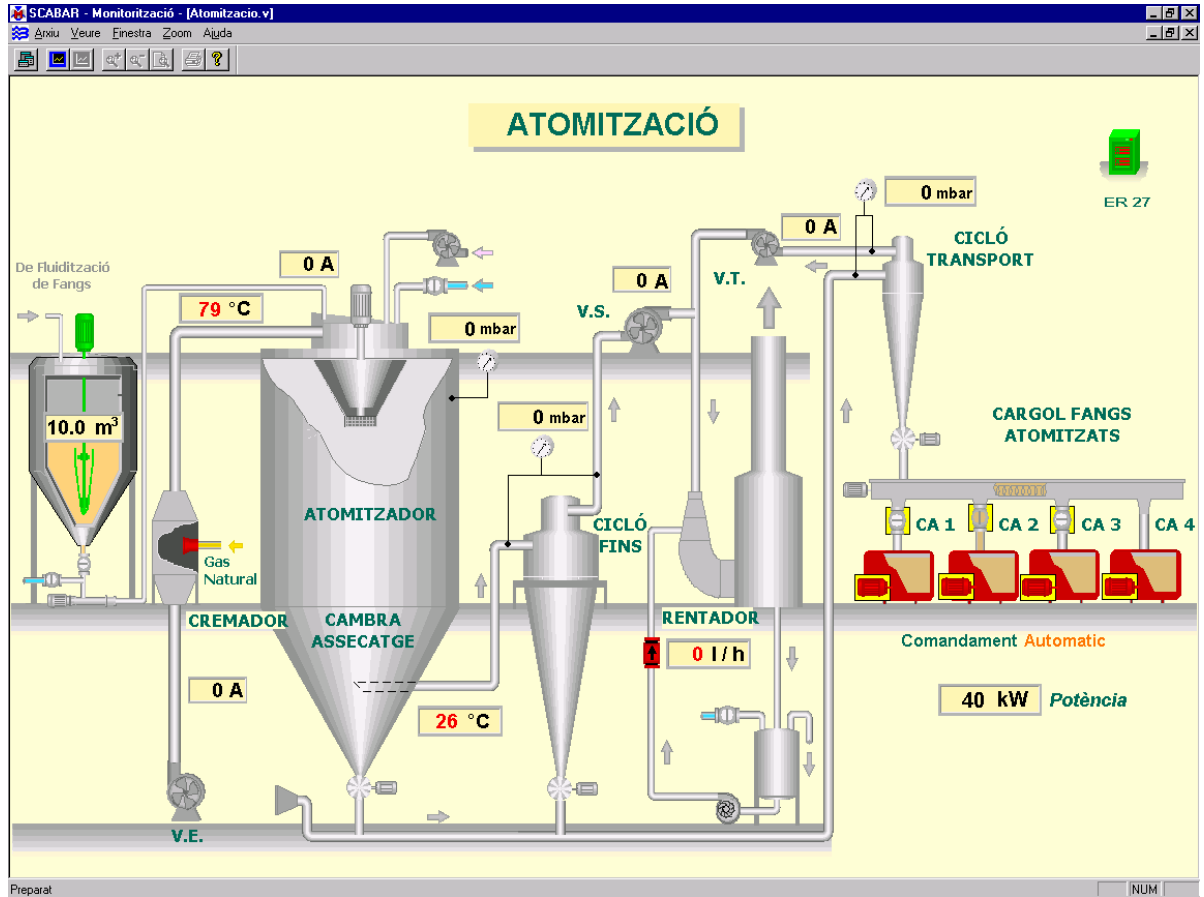 SCABAR - Monitorització - [Atomitzacio.v]
Arxiu Veure Finestra Zoom Ajuda
ATOMITZACIÓ
ER 27
0 mbar
0 A
CICLÓ
TRANSPORT
V.T.
De Fluidització
de Fangs
0 A
79 °C
0 A
V.S.
0 mbar
0 mbar
10.0 m³
CARGOL FANGS
ATOMITZATS
ATOMITZADOR
CICLÓ
FINS
CA 1
CA 2
CA 3
CA 4
Gas
Natural
CREMADOR
CAMBRA
ASSECATGE
RENTADOR
Comandament Automatic
0 l / h
0 A
26 °C
40 kW Potència
V.E.
Preparat
NUM